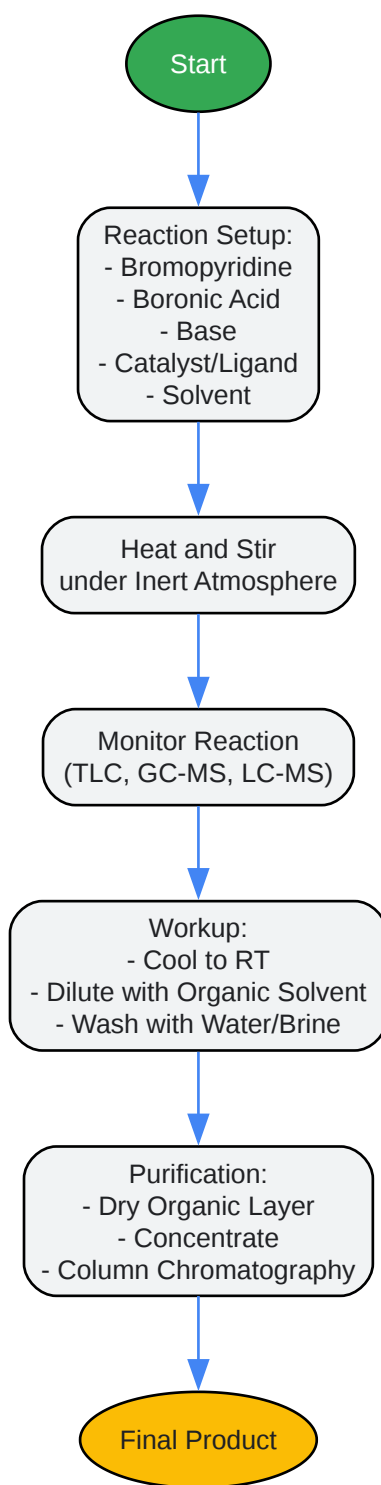 Start
Reaction Setup:
- Bromopyridine
- Boronic Acid
- Base
- Catalyst/Ligand
- Solvent
Heat and Stir
under Inert Atmosphere
Monitor Reaction
(TLC, GC-MS, LC-MS)
Workup:
- Cool to RT
- Dilute with Organic Solvent
- Wash with Water/Brine
Purification:
- Dry Organic Layer
- Concentrate
- Column Chromatography
Final Product